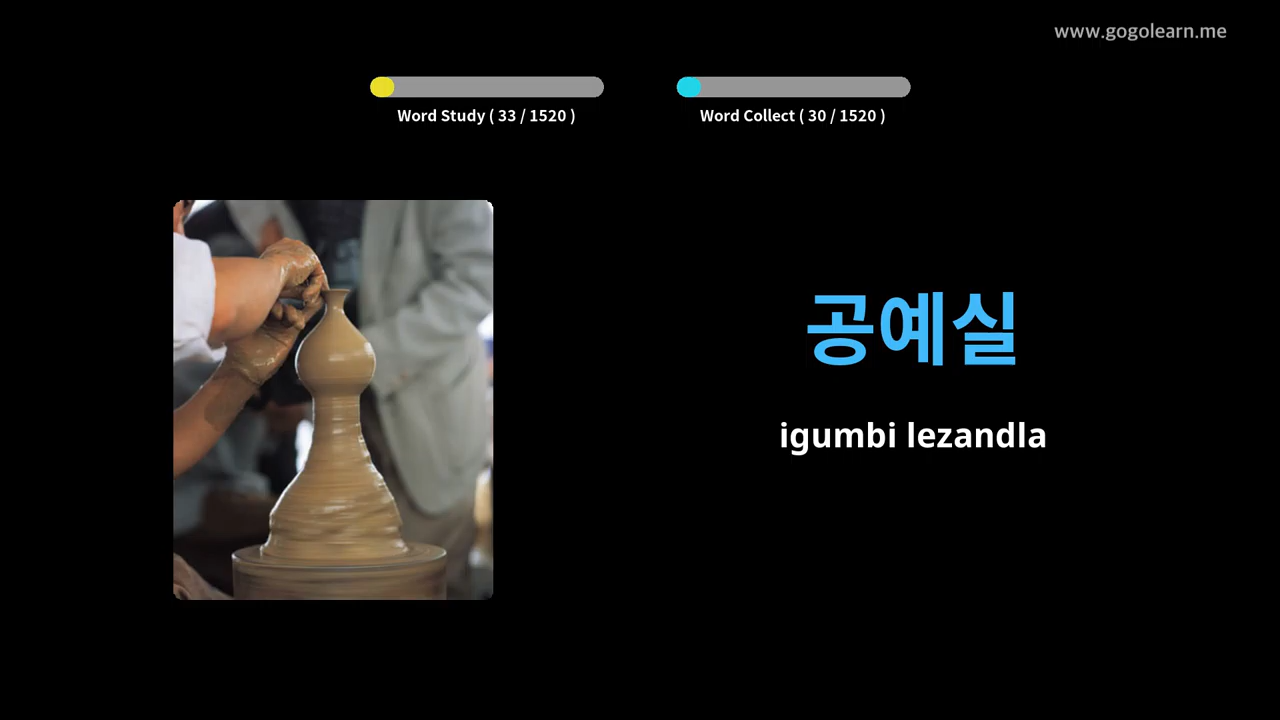 www.gogolearn.me
Word Study ( 33 / 1520 )
Word Collect ( 30 / 1520 )
공예실
igumbi lezandla